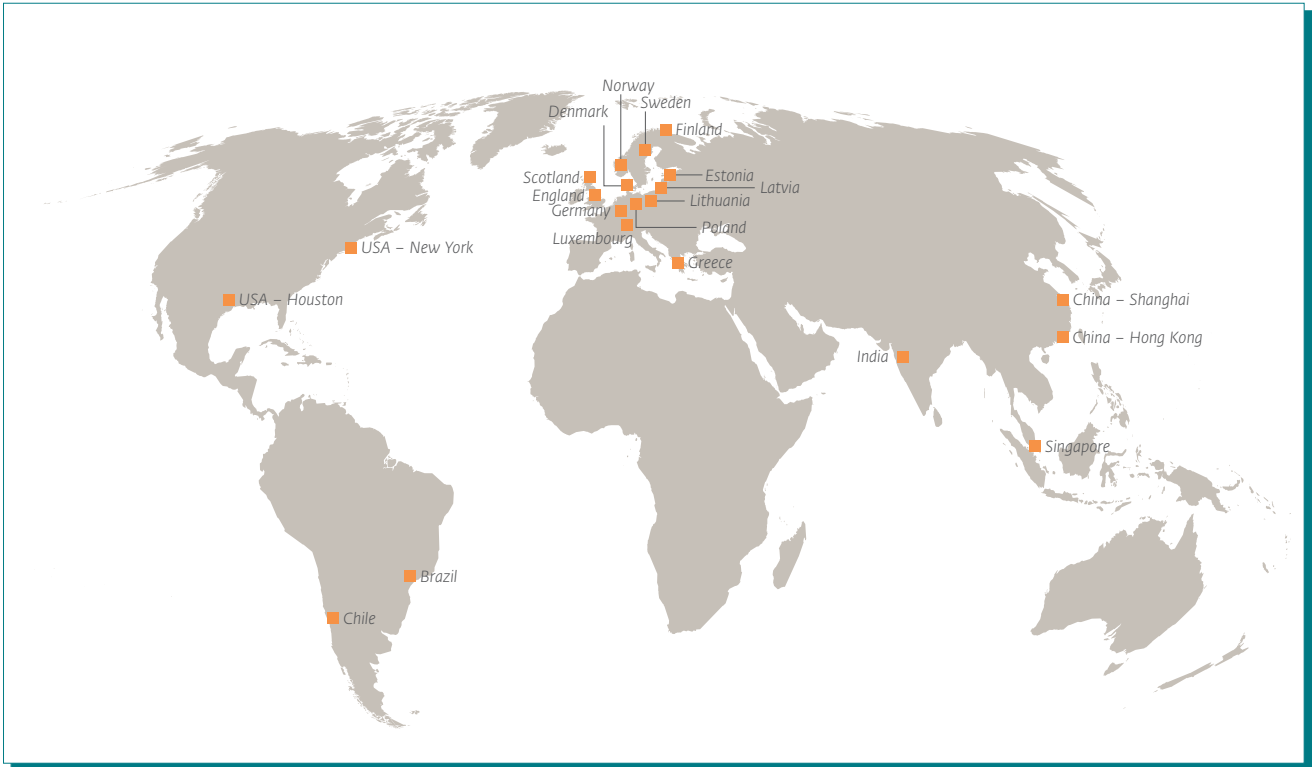 Norway
Sweden
Denmark
Finland
Scotland
Estonia
Latvia
England
Lithuania
Germany
Poland
Luxembourg
USA – New York
Greece
USA – Houston
China – Shanghai
China – Hong Kong
India
Singapore
Brazil
Chile